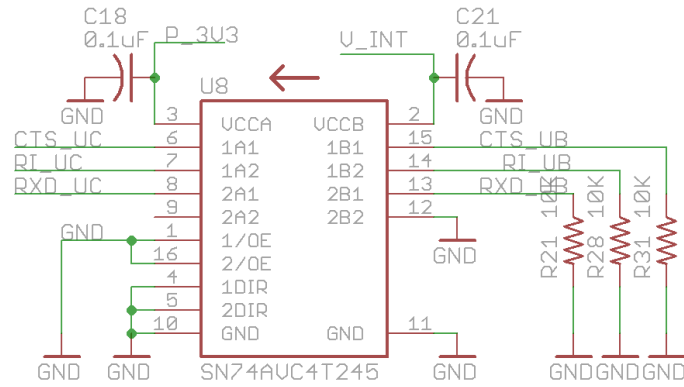 C18
0.1uF
P_3V3
V_INT
C21
0.1uF
U8
GND
GND
3 VCCA VCCB 2
CTS_UC 6 1A1 1B1 15 CTS_UB
RI_UC 7 1A2 1B2 14 RI_UB
RXD_UC 8 2A1 2B1 13 RXD_UB
9 2A2 2B2 12
GND 1 1/OE
16 2/OE
GND
4 1DIR
5 2DIR
10 GND GND 11
R21 10K
R28 10K
R31 10K
GND GND SN74AVC4T245 GND GND GND GND